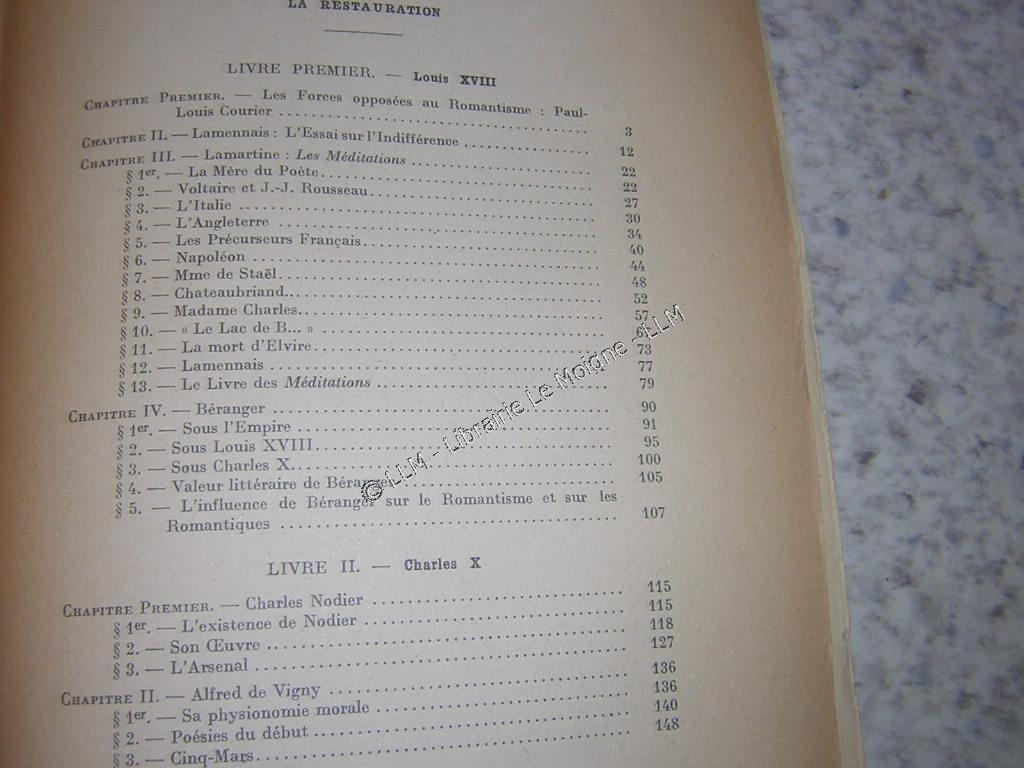 LA RESTAURATION
LIVRE PREMIER. — Louis XVIII
CHAPITRE PREMIER. — Les Forces opposées au Romantisme : Paul-
Louis Courier ........ 3
CHAPITRE II. — Lamennais : L'Essai sur l'Indifférence ........ 12
CHAPITRE III. — Lamartine : Les Méditations ........ 22
§ 1er. — La Mère du Poète ........ 22
§ 2. — Voltaire et J.-J. Rousseau ........ 27
§ 3. — L'Italie ........ 30
§ 4. — L'Angleterre ........ 34
§ 5. — Les Précurseurs Français ........ 40
§ 6. — Napoléon ........ 44
§ 7. — Mme de Staël ........ 48
§ 8. — Chateaubriand ........ 52
§ 9. — Madame Charles ........ 57
§ 10. — « Le Lac de B... » ........
§ 11. — La mort d'Elvire ........ 73
§ 12. — Lamennais ........ 77
§ 13. — Le Livre des Méditations ........ 79
CHAPITRE IV. — Béranger ........ 90
§ 1er. — Sous l'Empire ........ 91
§ 2. — Sous Louis XVIII ........ 95
§ 3. — Sous Charles X ........ 100
§ 4. — Valeur littéraire de Béranger ........ 105
§ 5. — L'influence de Béranger sur le Romantisme et sur les
Romantiques ........ 107
LIVRE II. — Charles X
CHAPITRE PREMIER. — Charles Nodier ........ 115
§ 1er. — L'existence de Nodier ........ 115
§ 2. — Son Œuvre ........ 118
§ 3. — L'Arsenal ........ 127
CHAPITRE II. — Alfred de Vigny ........ 136
§ 1er. — Sa physionomie morale ........ 136
§ 2. — Poésies du début ........ 140
§ 3. — Cinq-Mars ........ 148
© LLM - Librairie Le Moigne - LLM